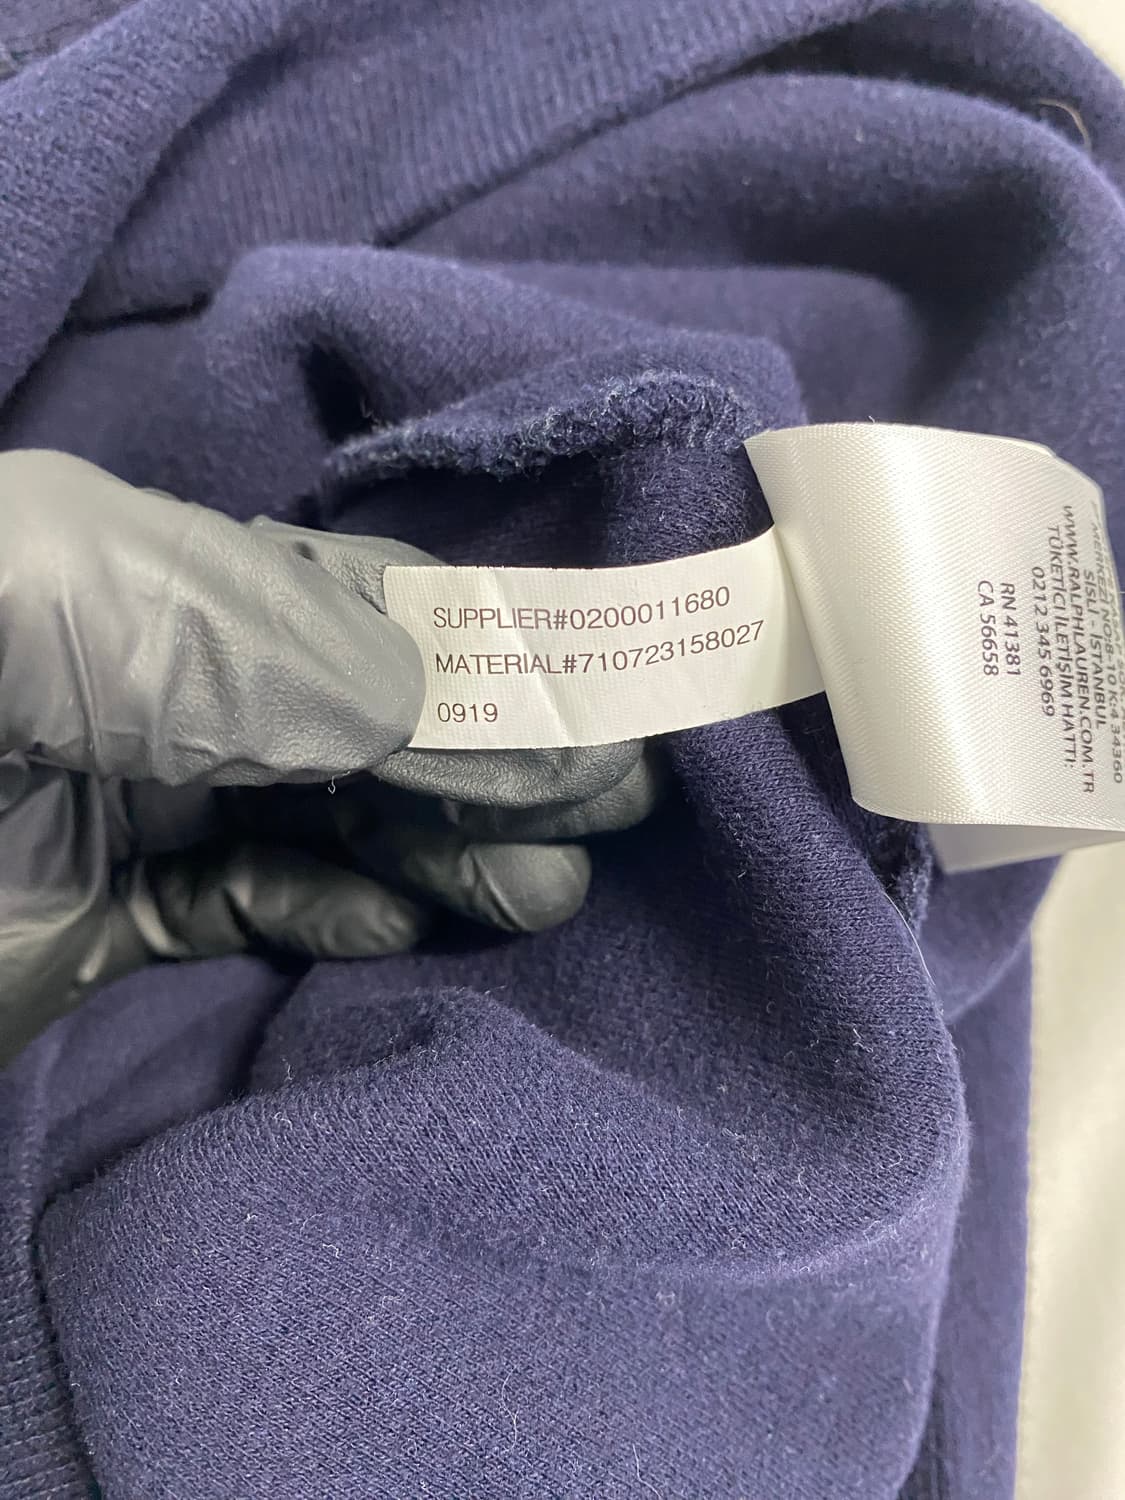 SUPPLIER#0200011680
MATERIAL#710723158027
0919
ŞİŞLİ - İSTANBUL
WWW.RALPHLAUREN.COM.TR
TÜKETİCİ İLETİŞİM HATTI:
0212 345 6969
RN 41381
CA 56658